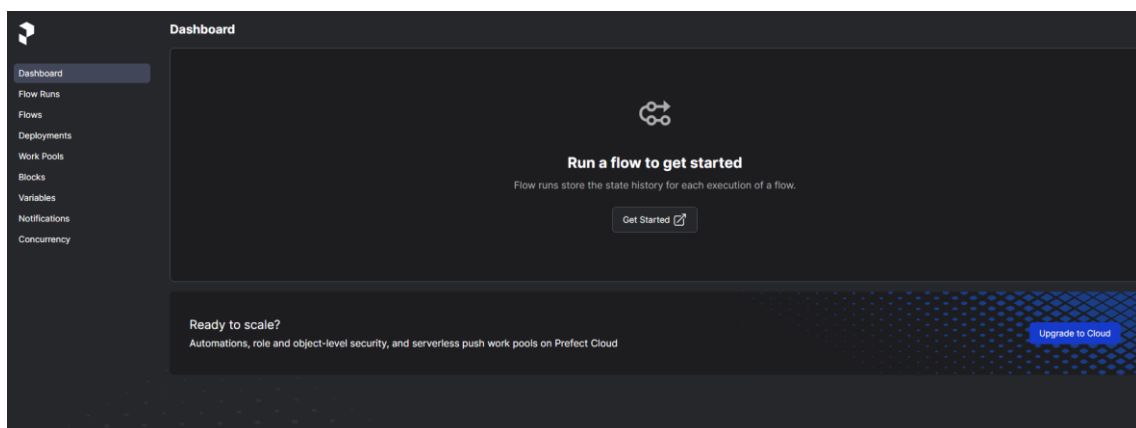 Dashboard
Dashboard
Flow Runs
Flows
Deployments
Work Pools
Blocks
Variables
Notifications
Concurrency
Run a flow to get started
Flow runs store the state history for each execution of a flow.
Get Started
Ready to scale?
Automations, role and object-level security, and serverless push work pools on Prefect Cloud
Upgrade to Cloud